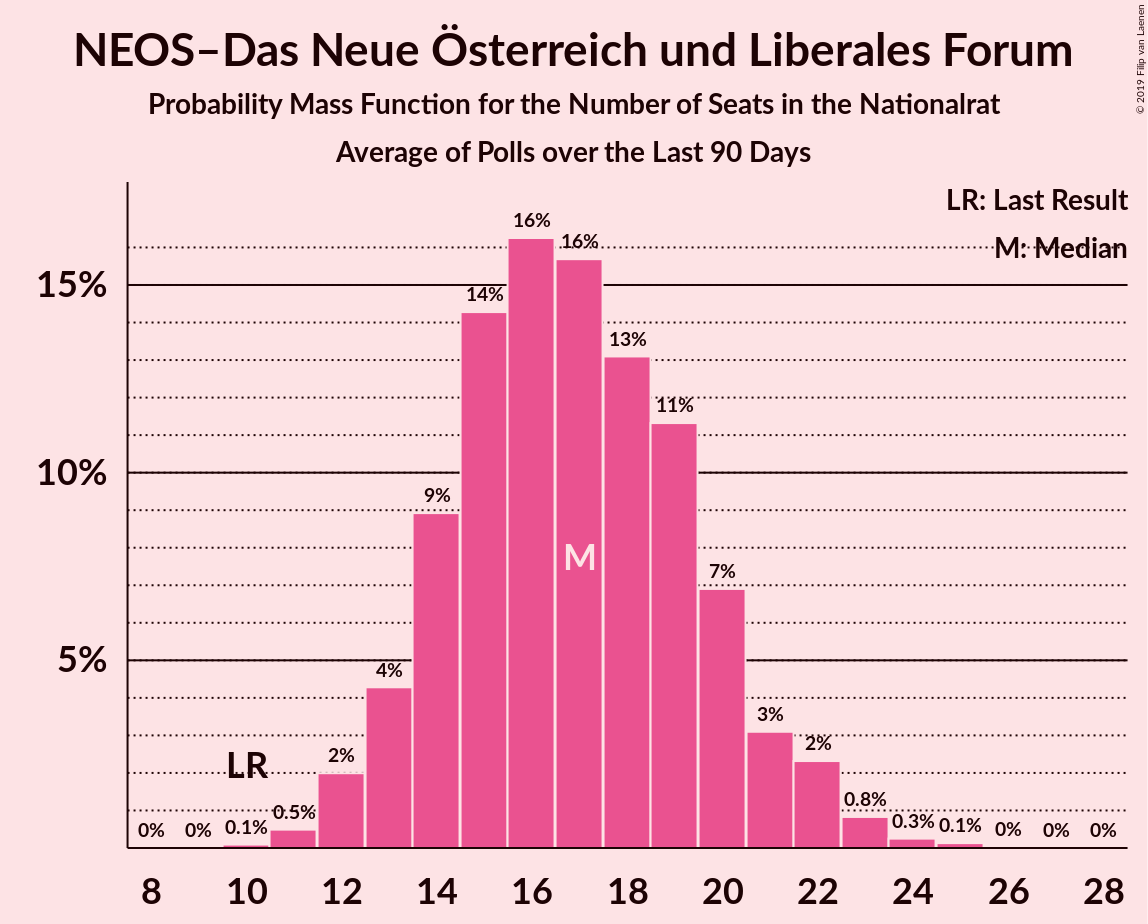 NEOS–Das Neue Österreich und Liberales Forum
Probability Mass Function for the Number of Seats in the Nationalrat
Average of Polls over the Last 90 Days
© 2019 Filip van Laenen
LR: Last Result
M: Median
15%
10%
5%
0%
0%
0.1%
0.5%
2%
4%
9%
14%
16%
16%
13%
11%
7%
3%
2%
0.8%
0.3%
0.1%
0%
0%
0%
LR
M
8 10 12 14 16 18 20 22 24 26 28